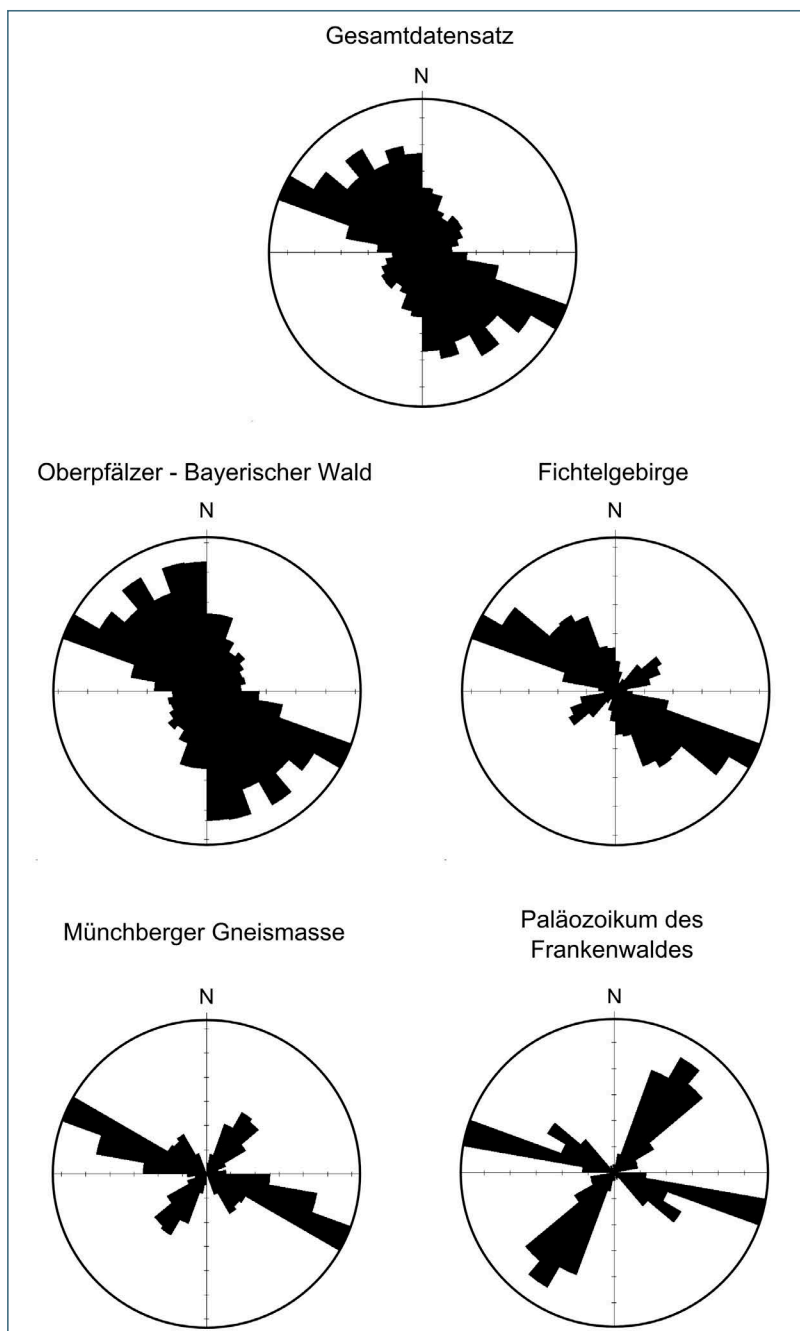 Gesamtdatensatz
N
Oberpfälzer - Bayerischer Wald
N
Fichtelgebirge
N
Münchberger Gneismasse
N
Paläozoikum des
Frankenwaldes
N